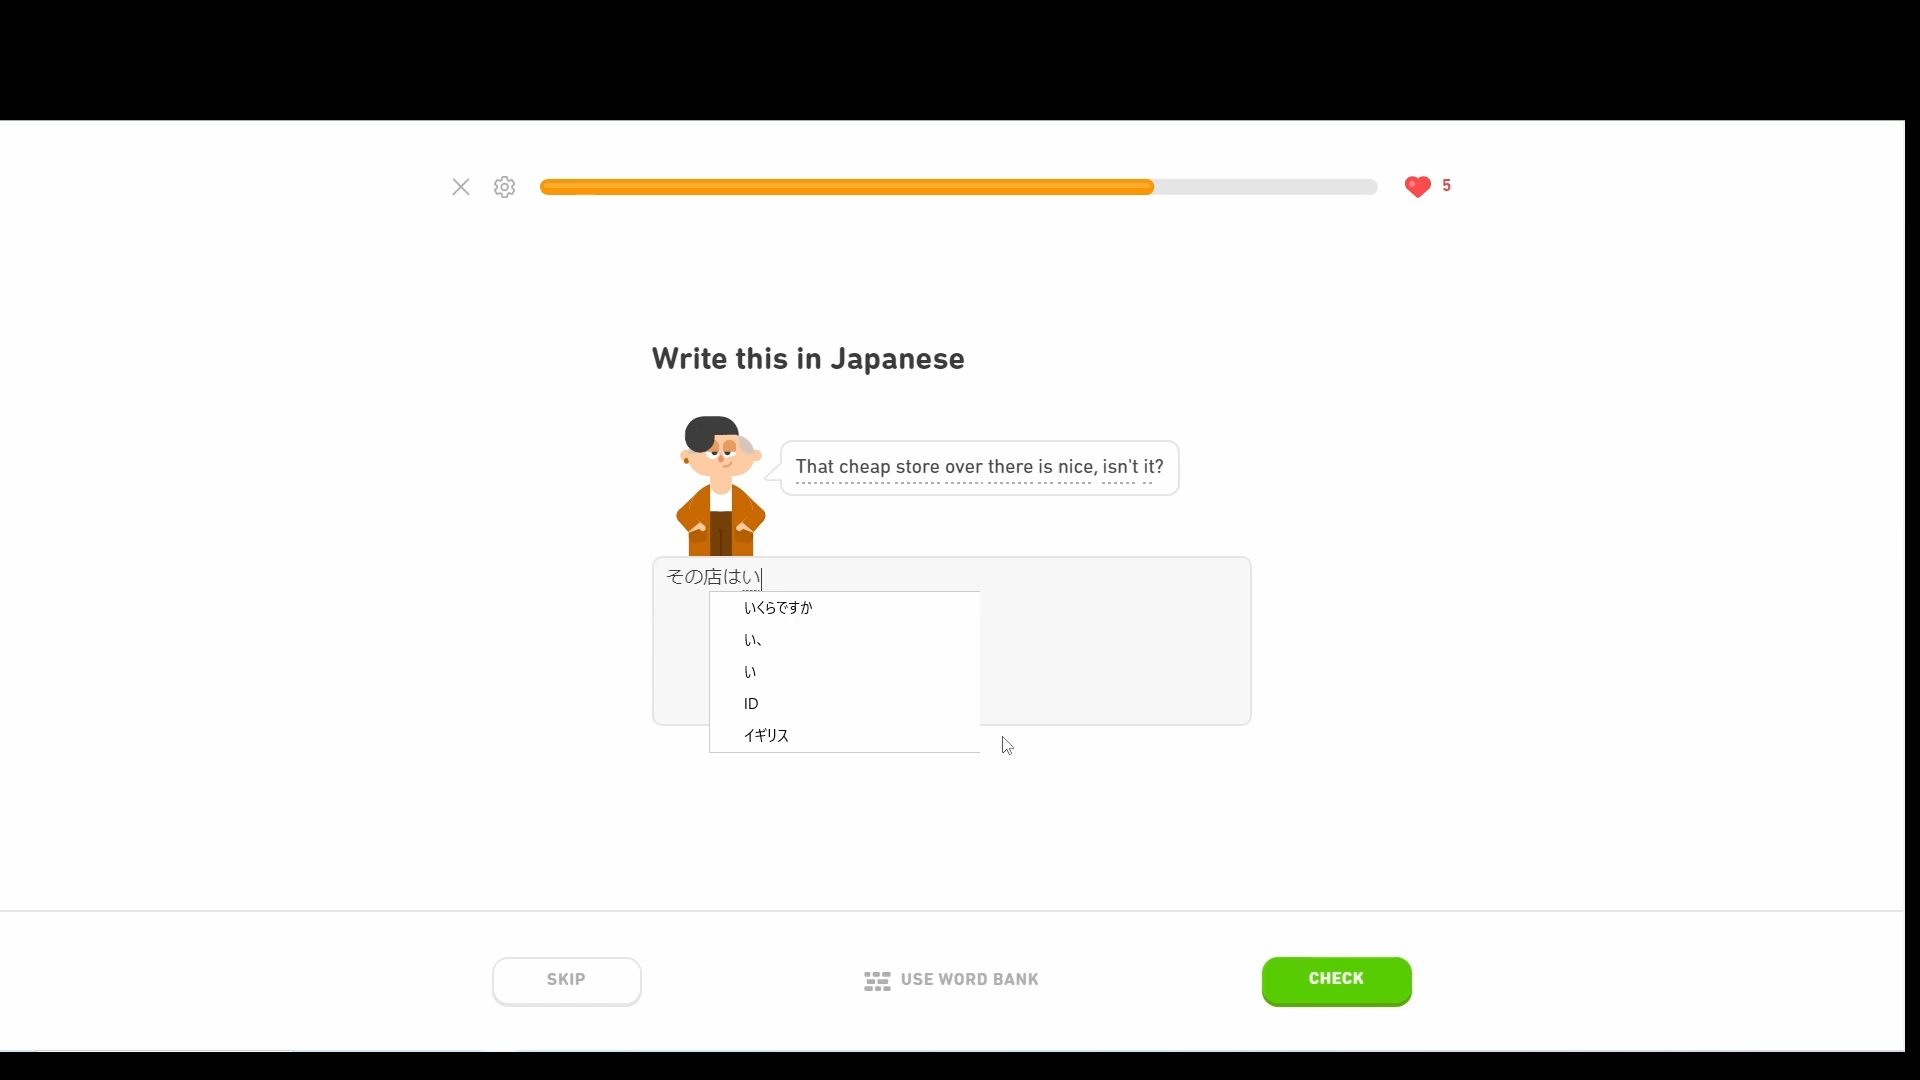 5
Write this in Japanese
That cheap store over there is nice, isn't it?
その店はい
いくらですか
い、
い
ID
イギリス
SKIP
USE WORD BANK
CHECK